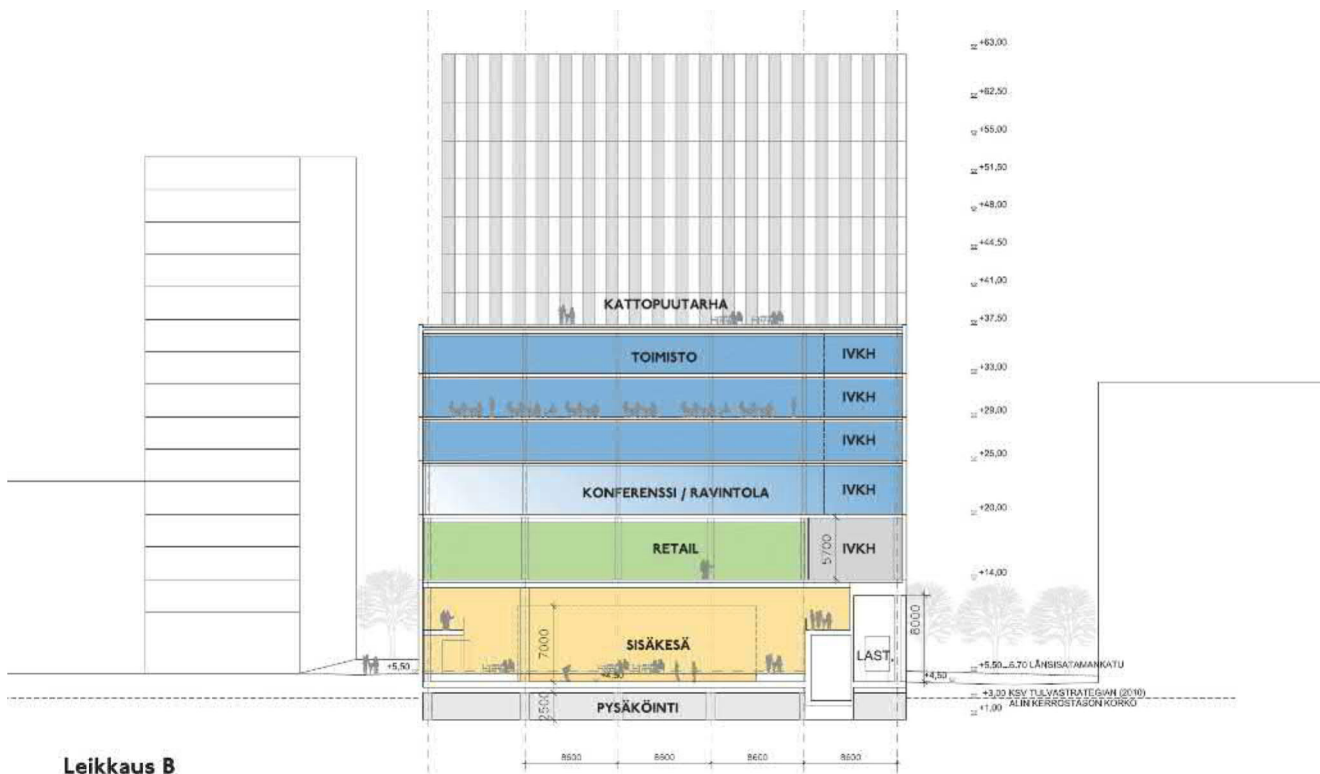 +63,00
+62,50
+55,00
+51,50
+48,00
+44,50
+41,00
KATTOPUUTARHA
+37,50
TOIMISTO
IVKH
+33,00
IVKH
+29,00
IVKH
+25,00
KONFERENSSI / RAVINTOLA
IVKH
+20,00
RETAIL
5700
IVKH
+14,00
7000
SISÄKESÄ
LAST.
8000
+5,50
+4,50
+5,50...6,70 LÄNSISATAMANKATU
+4,50
+3,00 KSV TULVASTRATEGIAN (2010)
ALIN KERROSTASON KORKO
2500
PYSÄKÖINTI
+1,00
8600
8600
8600
8600
Leikkaus B